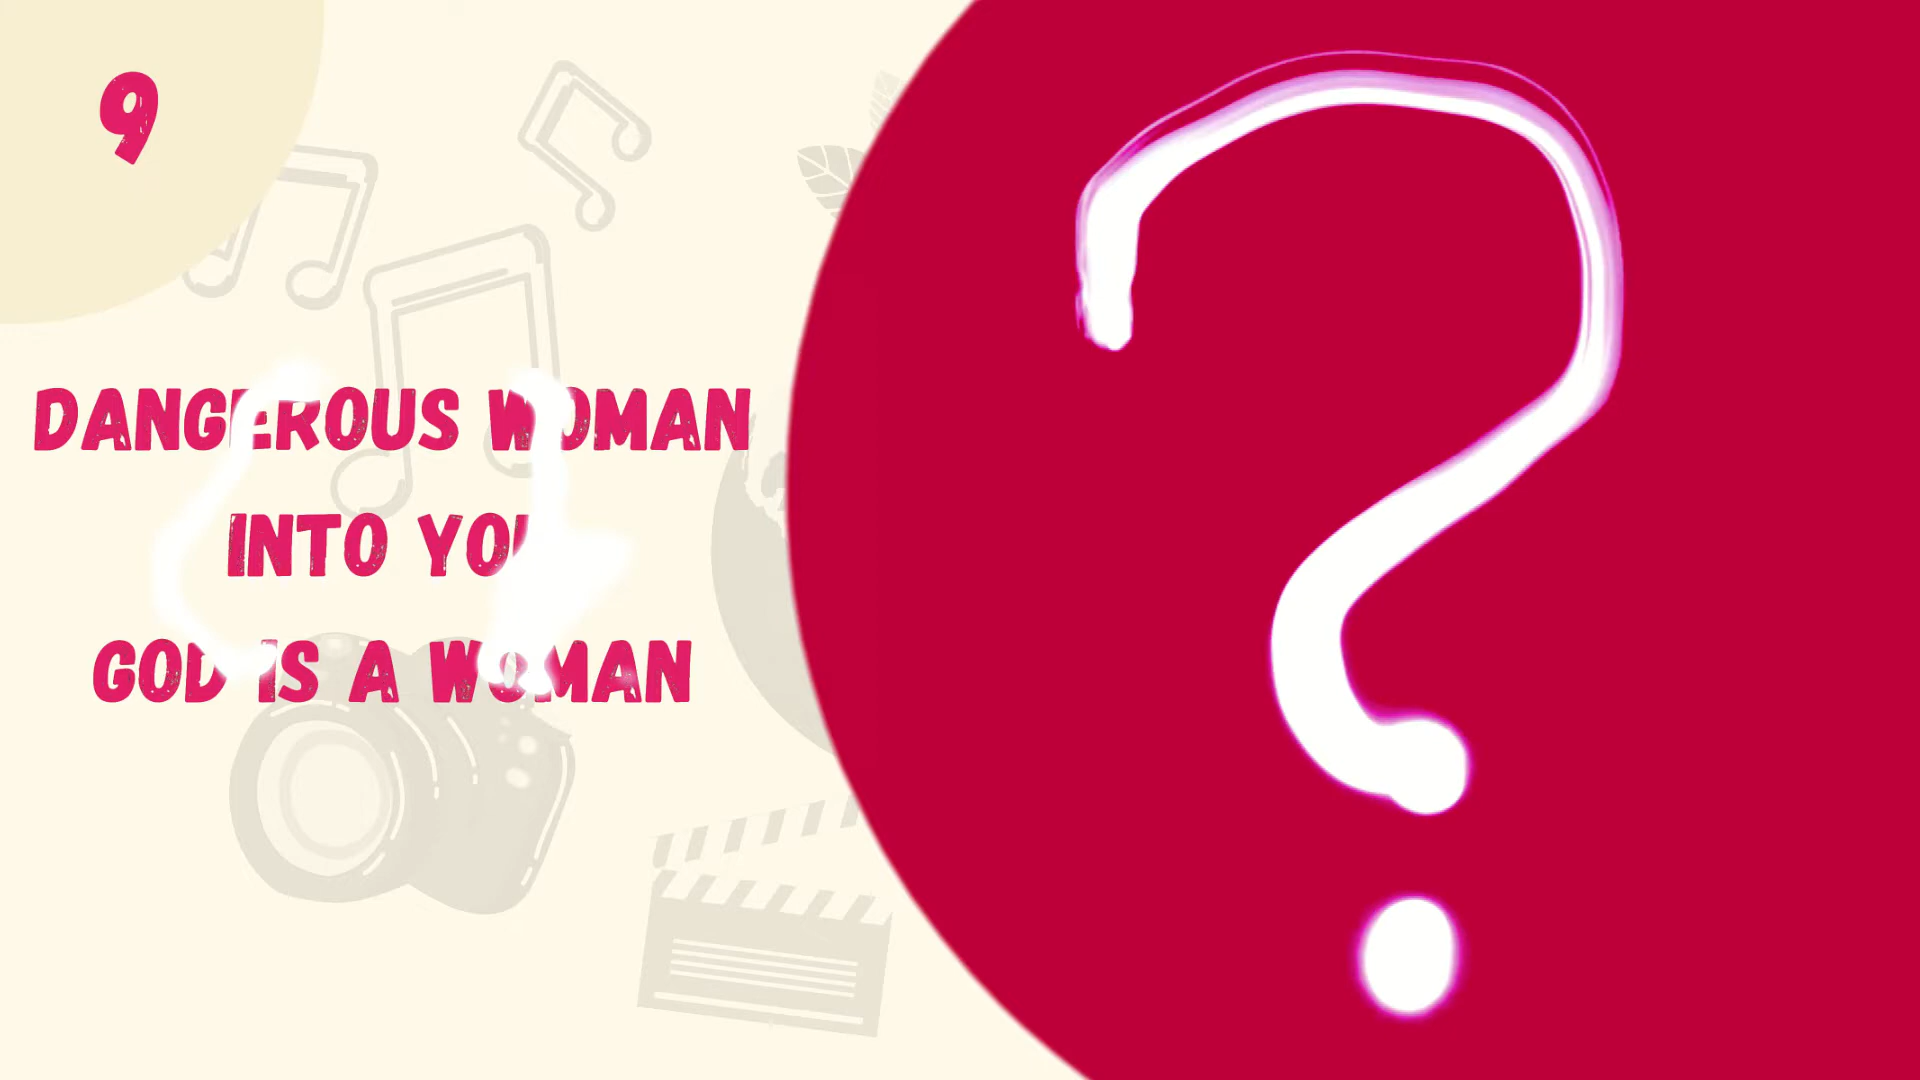 9
DANGEROUS WOMAN
INTO YOU
GOD IS A WOMAN
?